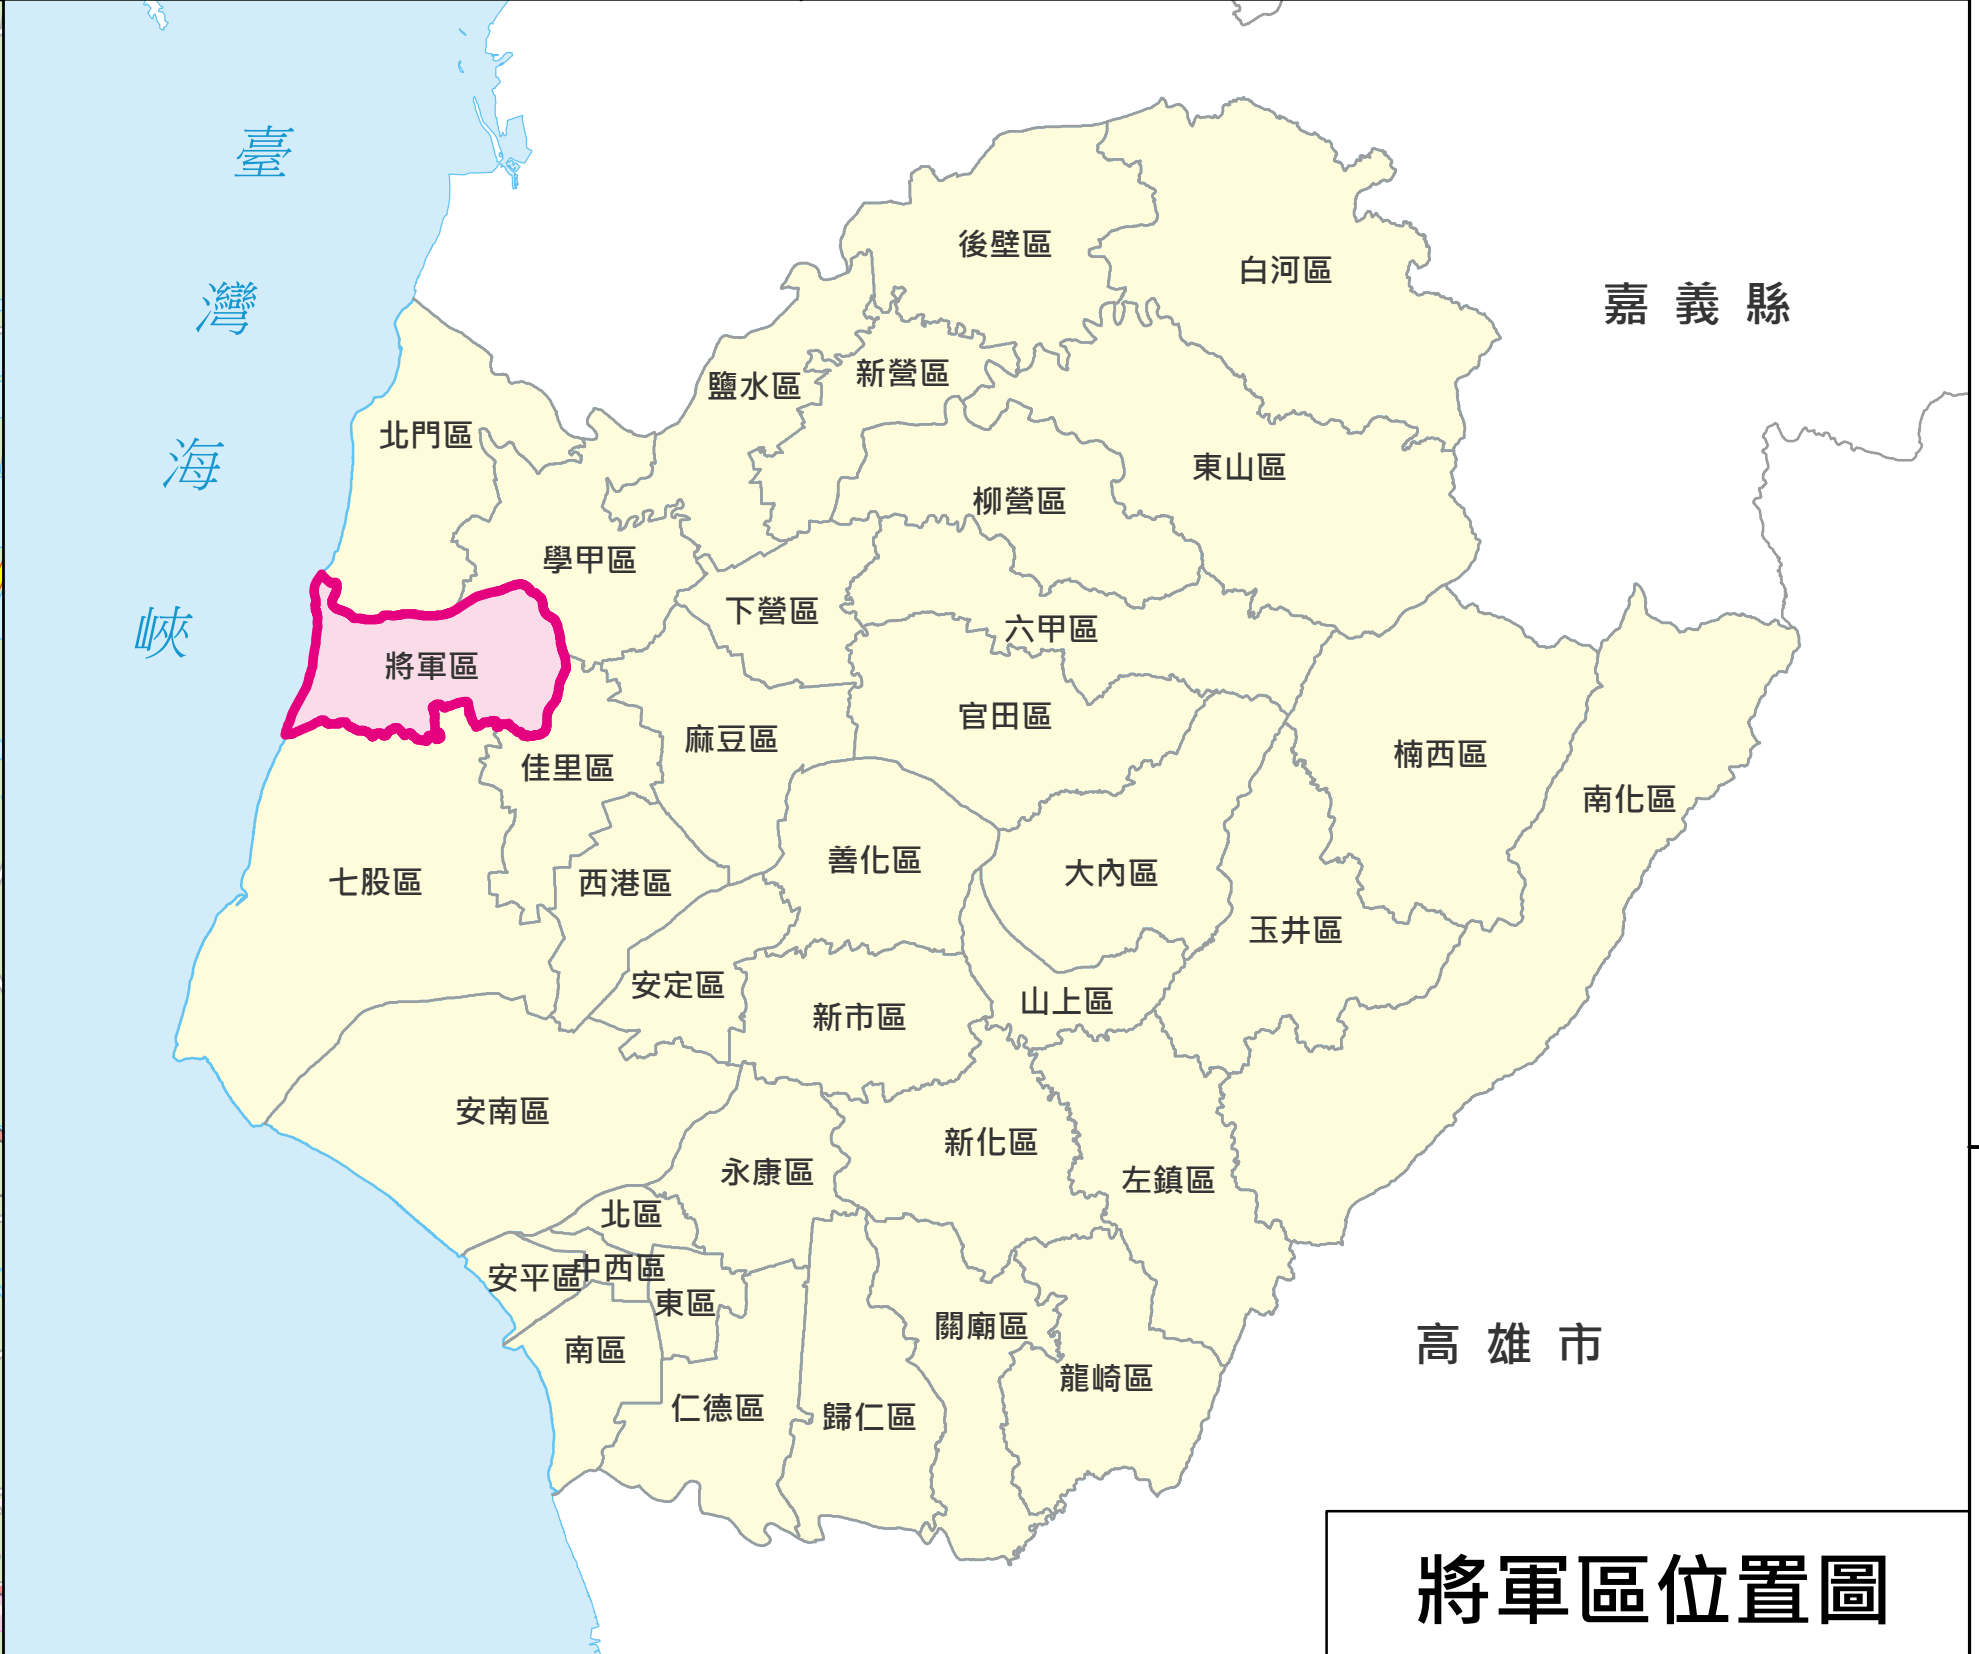 臺
灣
海
峽
嘉義縣
高雄市
後壁區
白河區
新營區
鹽水區
北門區
東山區
柳營區
學甲區
下營區
六甲區
將軍區
官田區
麻豆區
楠西區
佳里區
南化區
善化區
大內區
七股區
西港區
玉井區
安定區
山上區
新市區
安南區
新化區
永康區
左鎮區
北區
中西區
安平區
東區
關廟區
南區
龍崎區
仁德區
歸仁區
將軍區位置圖